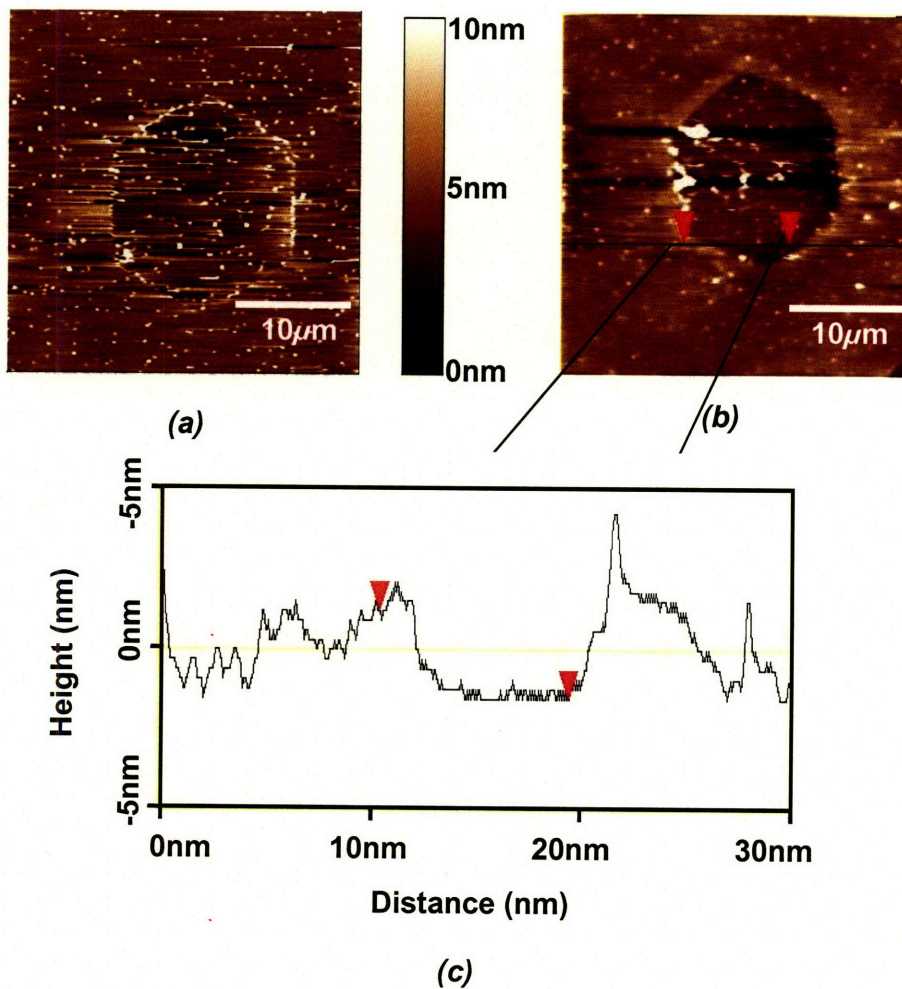 10nm
5nm
0nm
10μm
10μm
(a)
(b)
-5nm
0nm
-5nm
Height (nm)
0nm
10nm
20nm
30nm
Distance (nm)
(c)